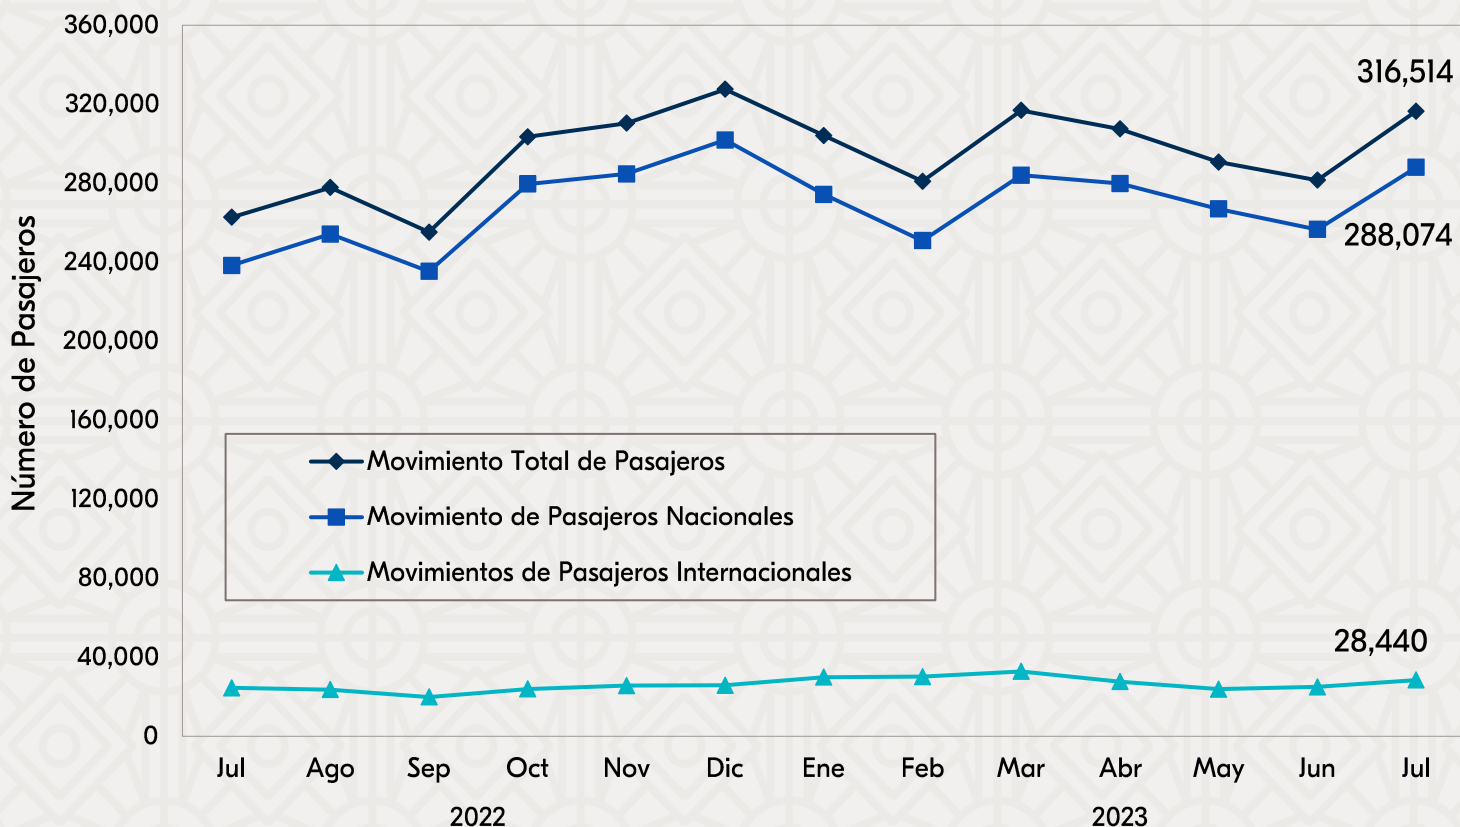 360,000
320,000
280,000
240,000
200,000
160,000
120,000
80,000
40,000
0
Número de Pasajeros
316,514
288,074
28,440
Movimiento Total de Pasajeros
Movimiento de Pasajeros Nacionales
Movimientos de Pasajeros Internacionales
Jul Ago Sep Oct Nov Dic Ene Feb Mar Abr May Jun Jul
2022 2023